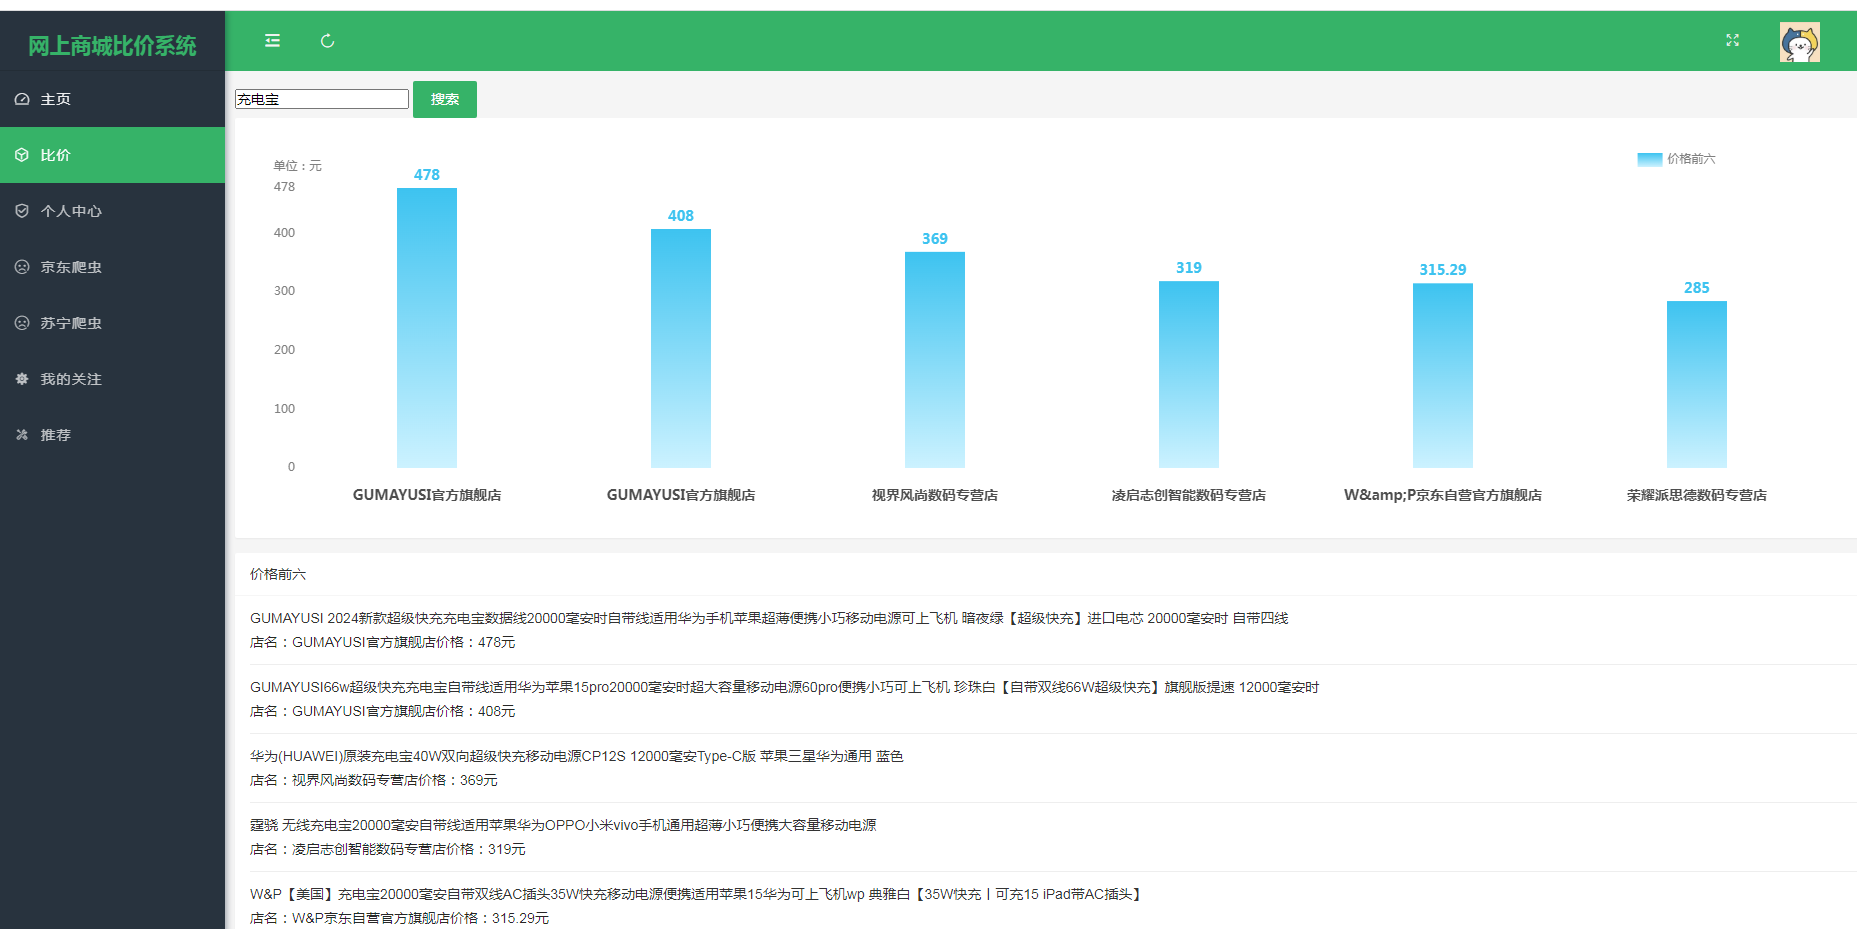 网上商城比价系统
主页
比价
个人中心
京东爬虫
苏宁爬虫
我的关注
推荐
充电宝 搜索
单位：元
价格前六
478
400
300
200
100
0
478
408
369
319
315.29
285
GUMAYUSI官方旗舰店
GUMAYUSI官方旗舰店
视界风尚数码专营店
凌启志创智能数码专营店
W&amp;P京东自营官方旗舰店
荣耀派思德数码专营店
价格前六
GUMAYUSI 2024新款超级快充充电宝数据线20000毫安时自带线适用华为手机苹果超薄便携小巧移动电源可上飞机 暗夜绿【超级快充】进口电芯 20000毫安时 自带四线
店名：GUMAYUSI官方旗舰店价格：478元
GUMAYUSI66w超级快充充电宝自带线适用华为苹果15pro20000毫安时超大容量移动电源60pro便携小巧可上飞机 珍珠白【自带双线66W超级快充】旗舰版提速 12000毫安时
店名：GUMAYUSI官方旗舰店价格：408元
华为(HUAWEI)原装充电宝40W双向超级快充移动电源CP12S 12000毫安Type-C版 苹果三星华为通用 蓝色
店名：视界风尚数码专营店价格：369元
霆骁 无线充电宝20000毫安自带线适用苹果华为OPPO小米vivo手机通用超薄小巧便携大容量移动电源
店名：凌启志创智能数码专营店价格：319元
W&P【美国】充电宝20000毫安自带双线AC插头35W快充移动电源便携适用苹果15华为可上飞机wp 典雅白【35W快充丨可充15 iPad带AC插头】
店名：W&P京东自营官方旗舰店价格：315.29元